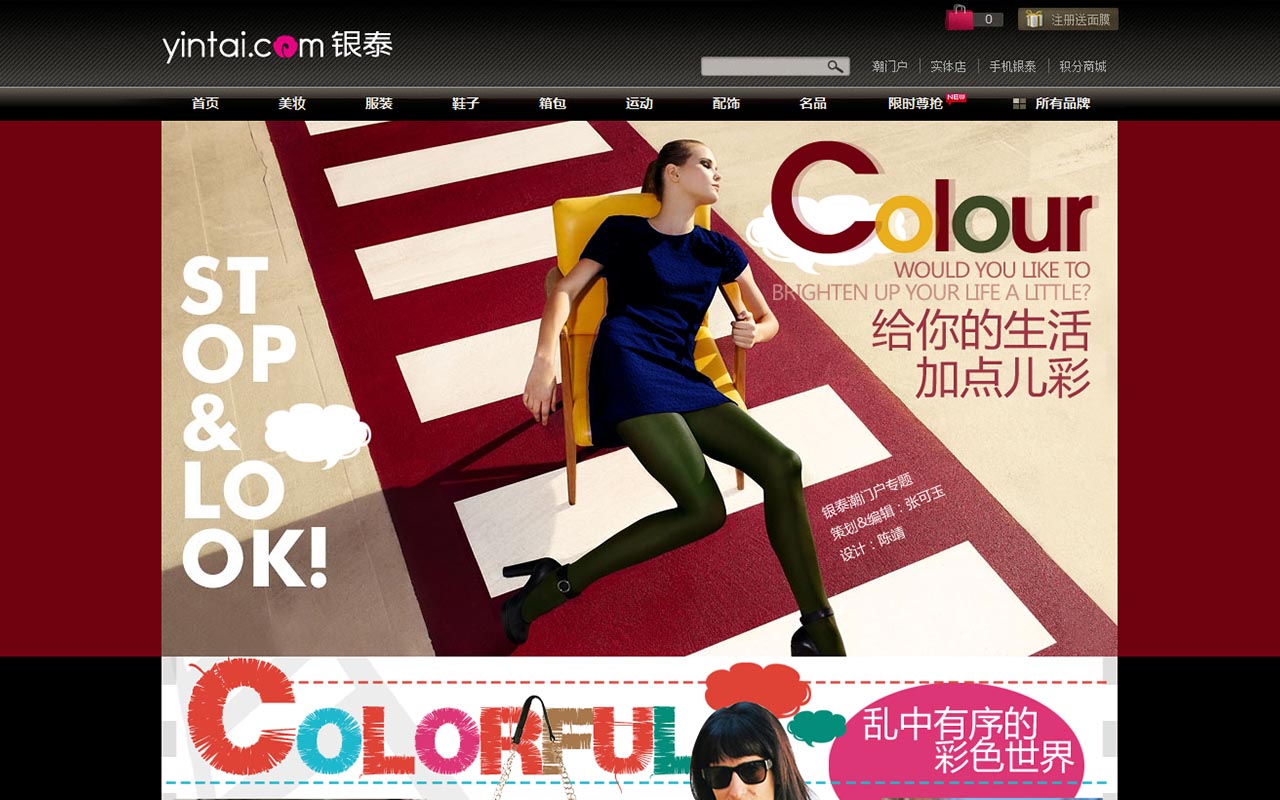 yintai.com 银泰
0
注册送面膜
潮门户
实体店
手机银泰
积分商城
首页
美妆
服装
鞋子
箱包
运动
配饰
名品
限时尊抢
NEW
所有品牌
ST
OP
&
LO
OK!
Colour
WOULD YOU LIKE TO
BRIGHTEN UP YOUR LIFE A LITTLE?
给你的生活
加点儿彩
银泰潮门户专题
策划&编辑：张可玉
设计：陈靖
COLORFUL
乱中有序的
彩色世界